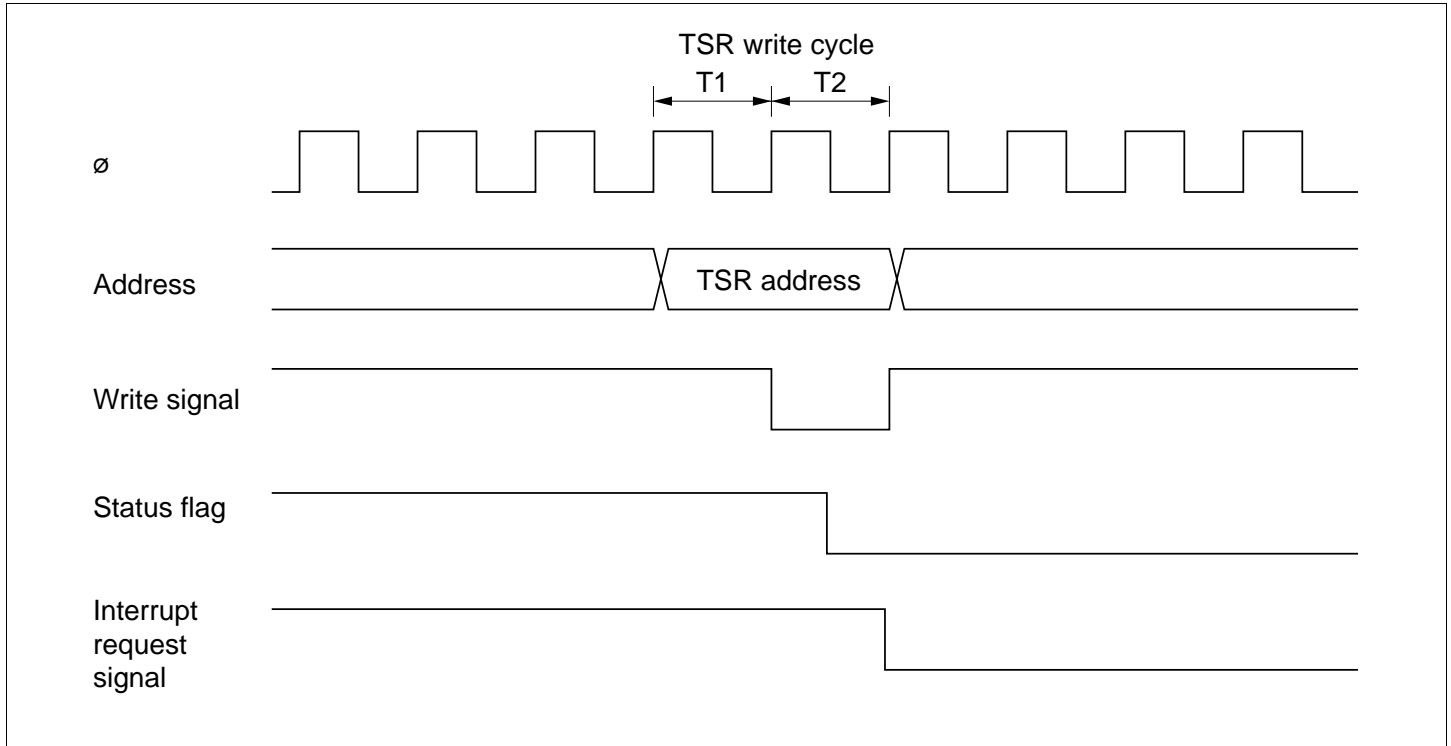 TSR write cycle
T1 T2
ø
Address
TSR address
Write signal
Status flag
Interrupt
request
signal